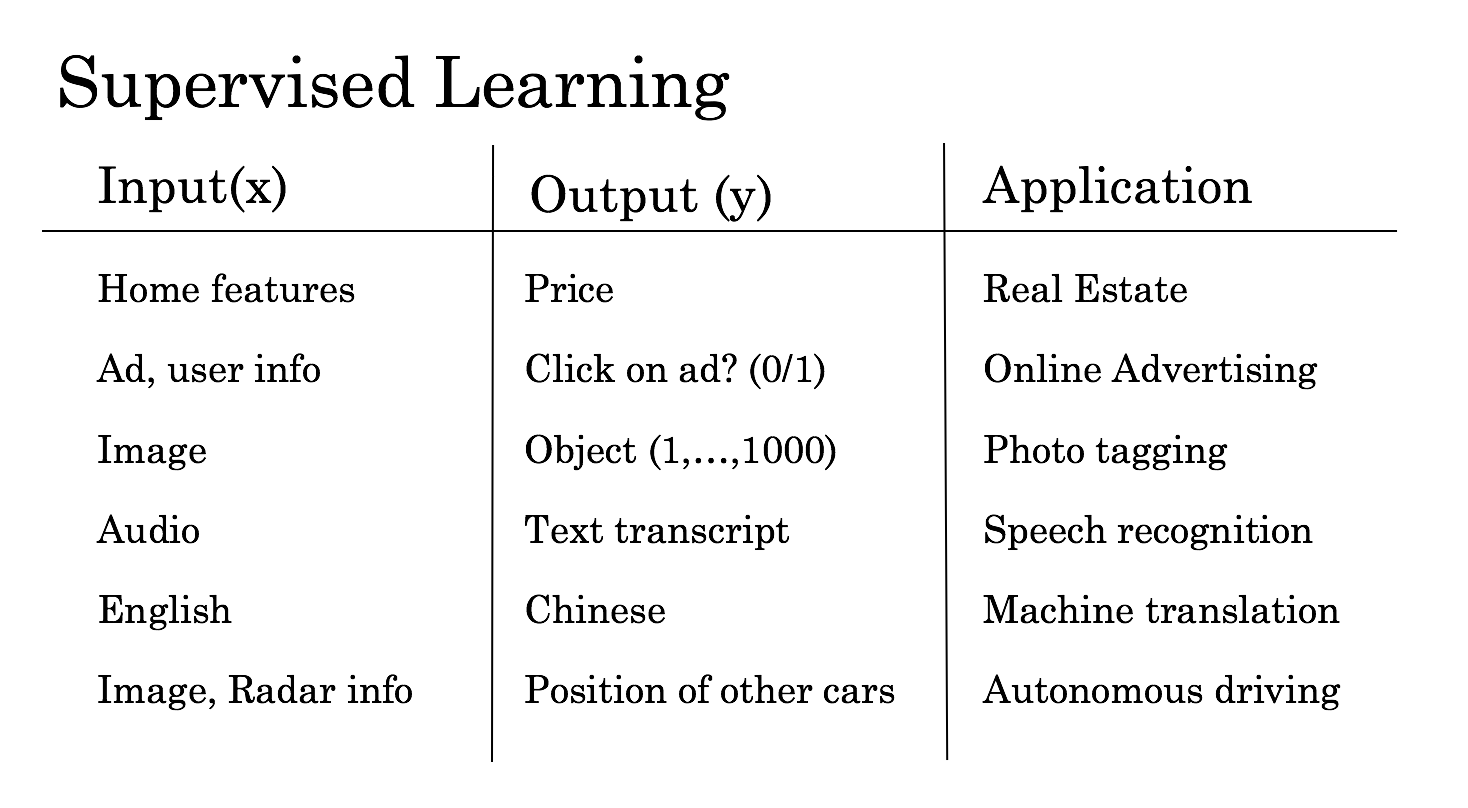 Supervised Learning
Input(x) Output (y) Application
Home features Price Real Estate
Ad, user info Click on ad? (0/1) Online Advertising
Image Object (1,...,1000) Photo tagging
Audio Text transcript Speech recognition
English Chinese Machine translation
Image, Radar info Position of other cars Autonomous driving